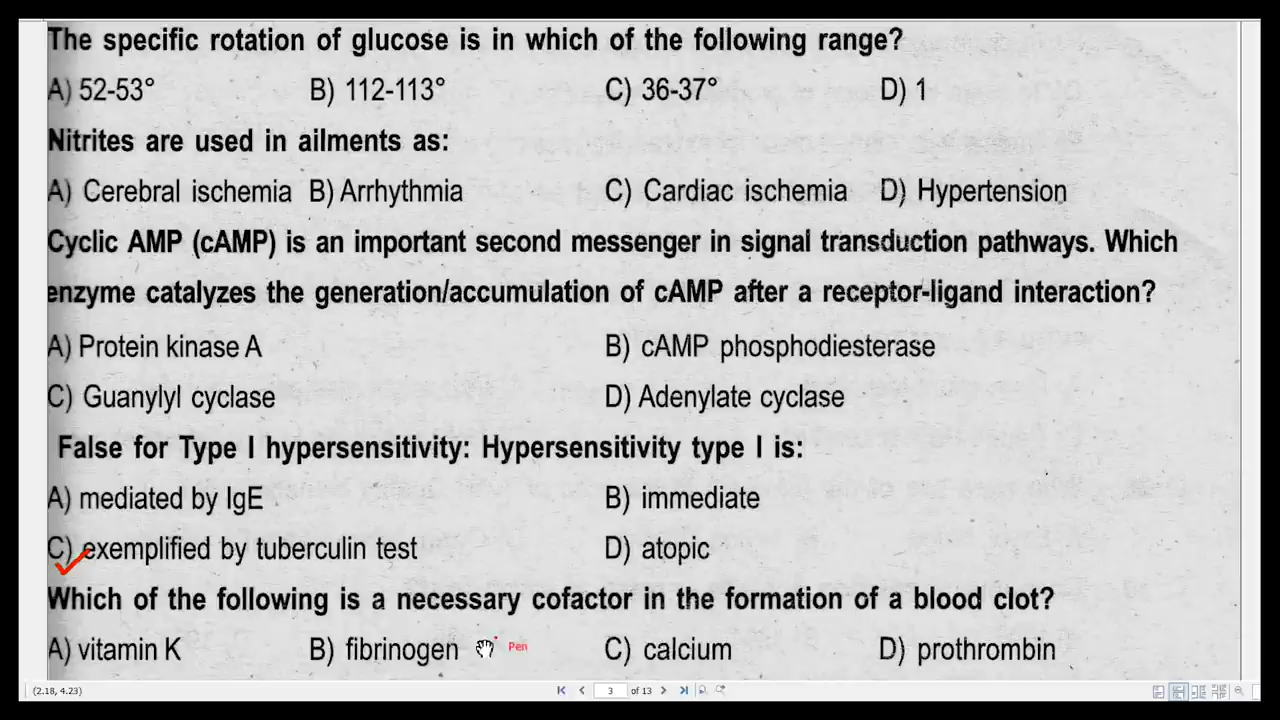 The specific rotation of glucose is in which of the following range?
A) 52-53° B) 112-113° C) 36-37° D) 1
Nitrites are used in ailments as:
A) Cerebral ischemia B) Arrhythmia C) Cardiac ischemia D) Hypertension
Cyclic AMP (cAMP) is an important second messenger in signal transduction pathways. Which
enzyme catalyzes the generation/accumulation of cAMP after a receptor-ligand interaction?
A) Protein kinase A B) cAMP phosphodiesterase
C) Guanylyl cyclase D) Adenylate cyclase
False for Type I hypersensitivity: Hypersensitivity type I is:
A) mediated by IgE B) immediate
C) exemplified by tuberculin test D) atopic
Which of the following is a necessary cofactor in the formation of a blood clot?
A) vitamin K B) fibrinogen Pen C) calcium D) prothrombin
(2.18, 4.23) 3 of 13